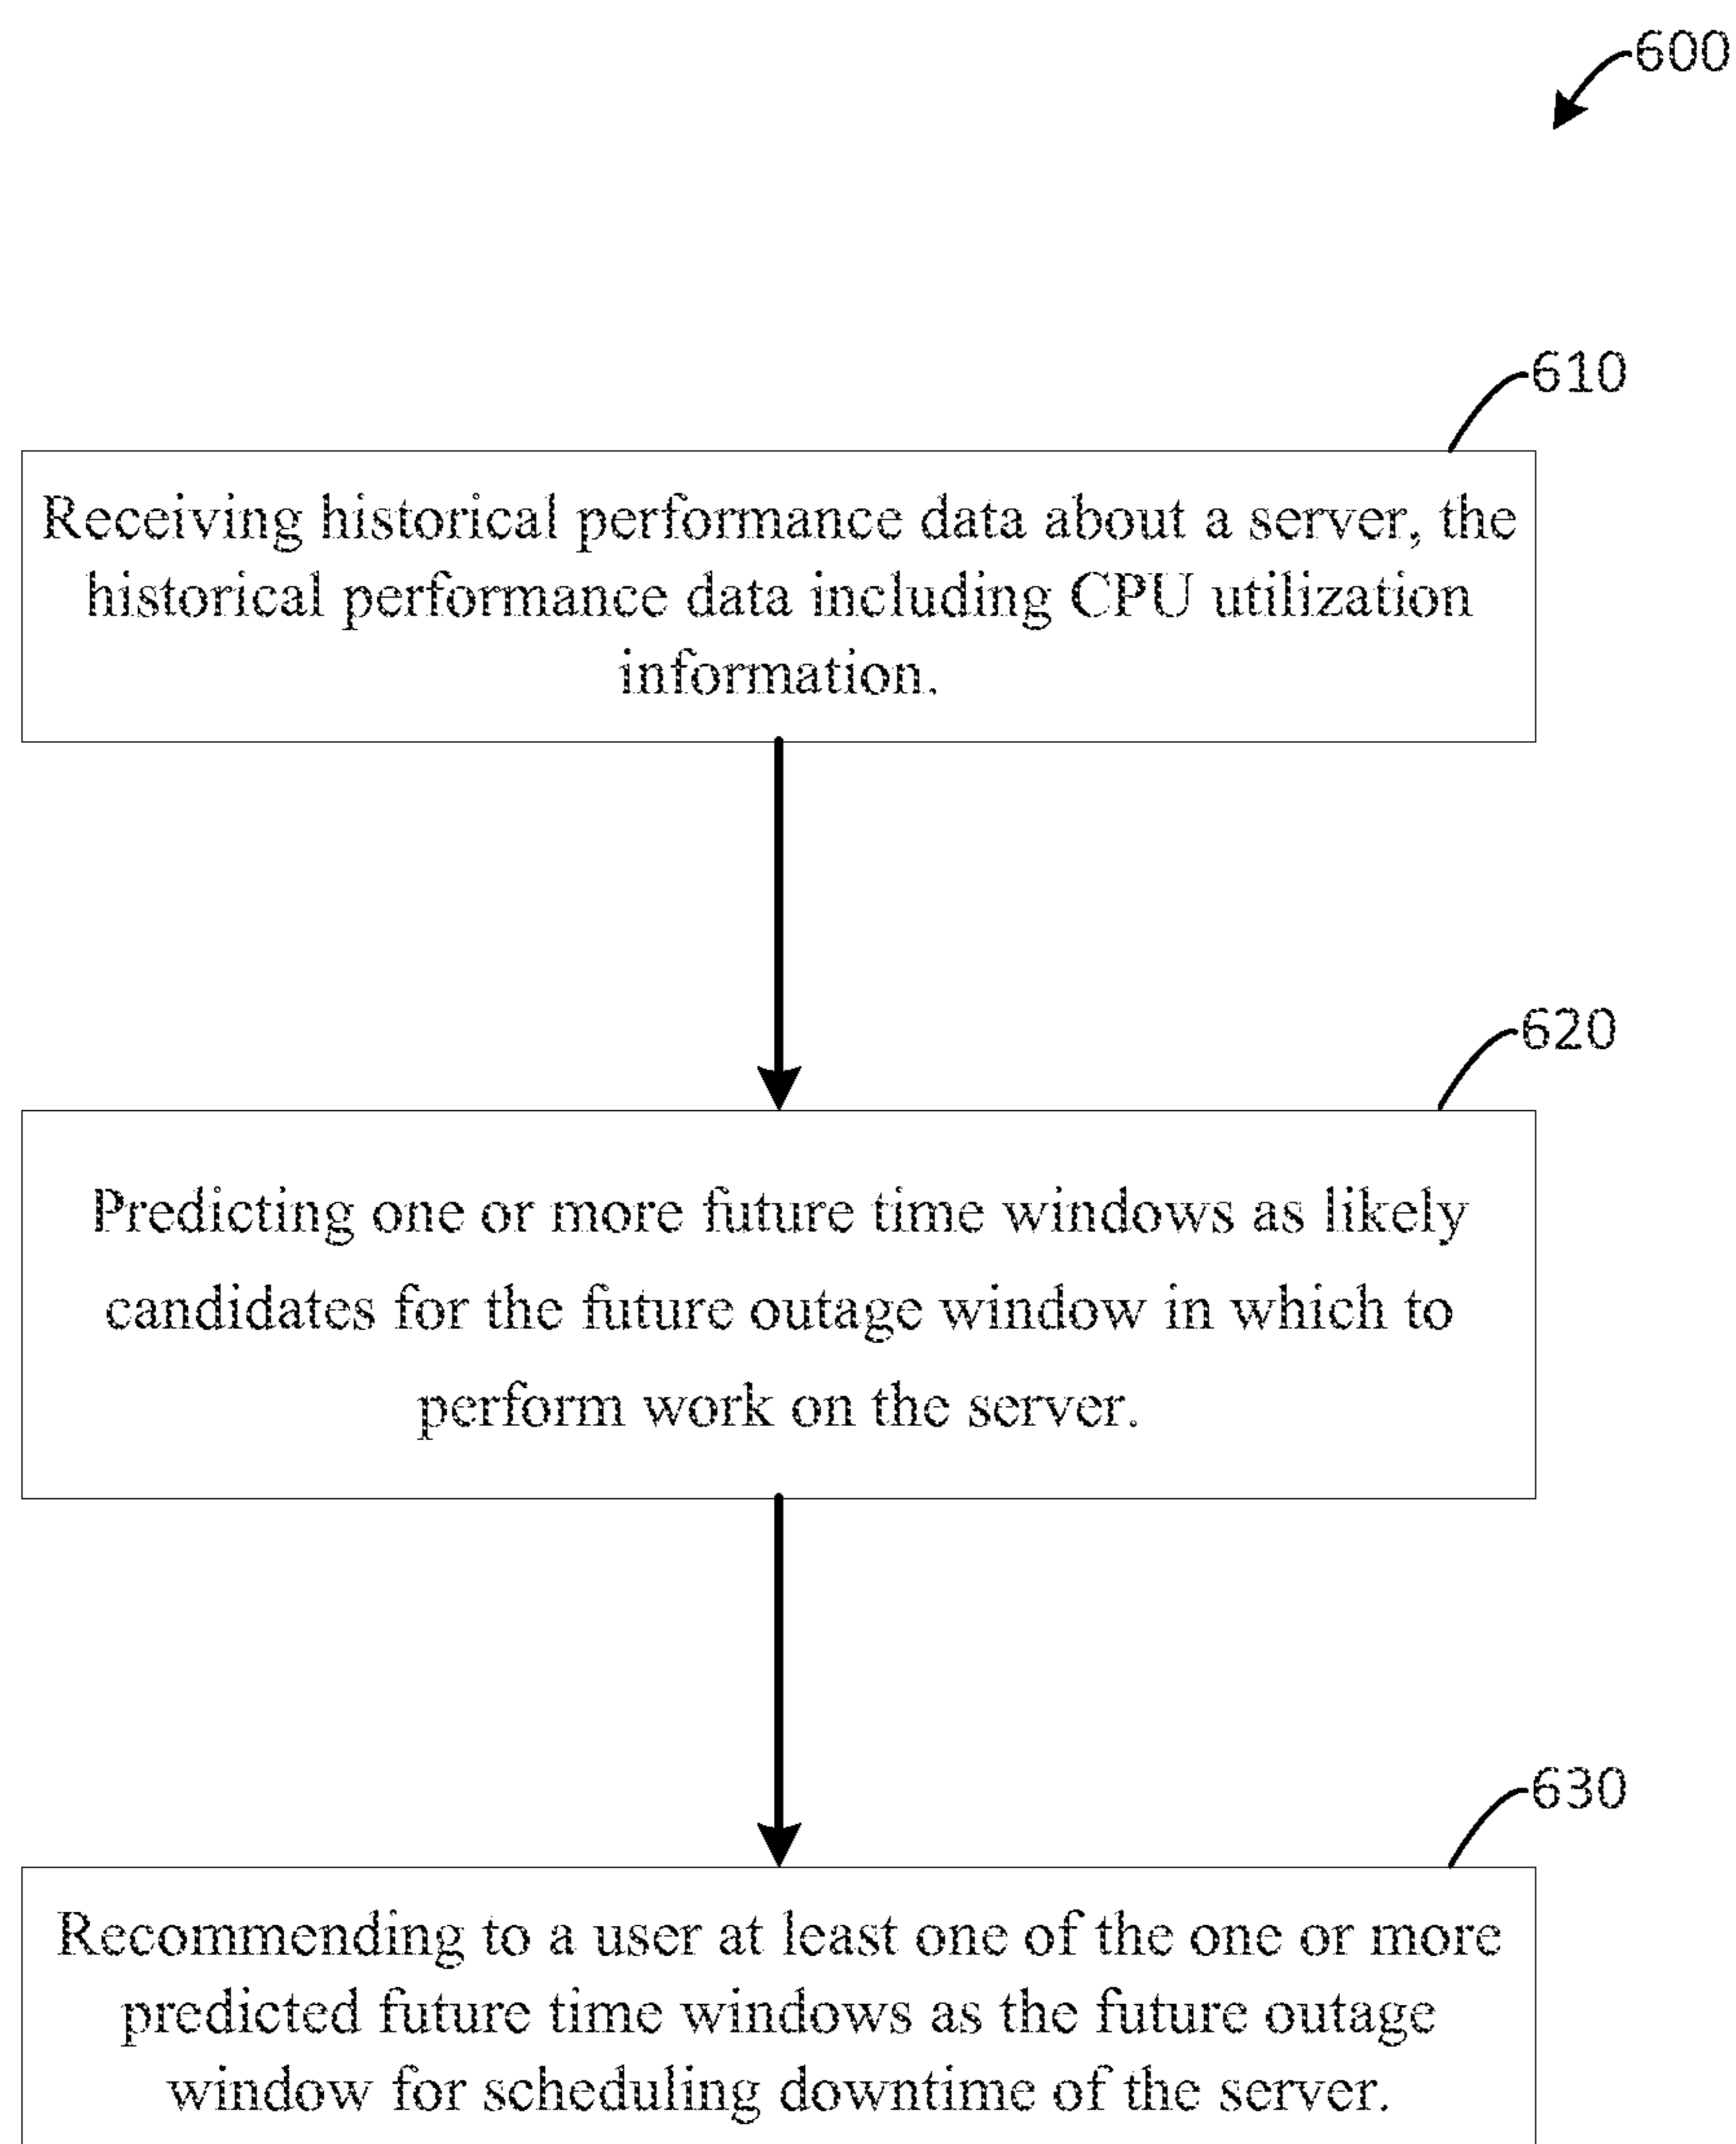 600
610
Receiving historical performance data about a server, the
historical performance data including CPU utilization
information.
620
Predicting one or more future time windows as likely
candidates for the future outage window in which to
perform work on the server.
630
Recommending to a user at least one of the one or more
predicted future time windows as the future outage
window for scheduling downtime of the server.